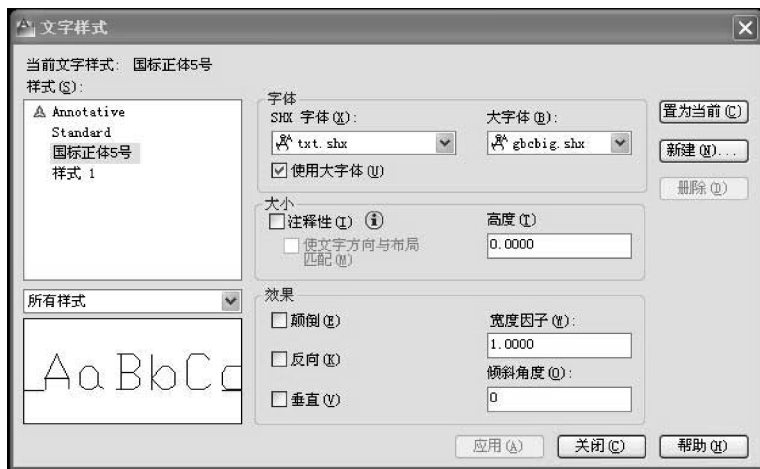 文字样式
当前文字样式: 国标正体5号
样式(S):
Annotative
Standard
国标正体5号
样式 1
所有样式
AaBbCc
字体
SHX 字体(X):
txt.shx
使用大字体(U)
大字体(B):
gbcbig.shx
大小
注释性(I)
使文字方向与布局
匹配(M)
高度(T)
0.0000
效果
颠倒(E)
反向(K)
垂直(V)
宽度因子(W):
1.0000
倾斜角度(O):
0
置为当前(C)
新建(N)...
删除(D)
应用(A)
关闭(C)
帮助(H)